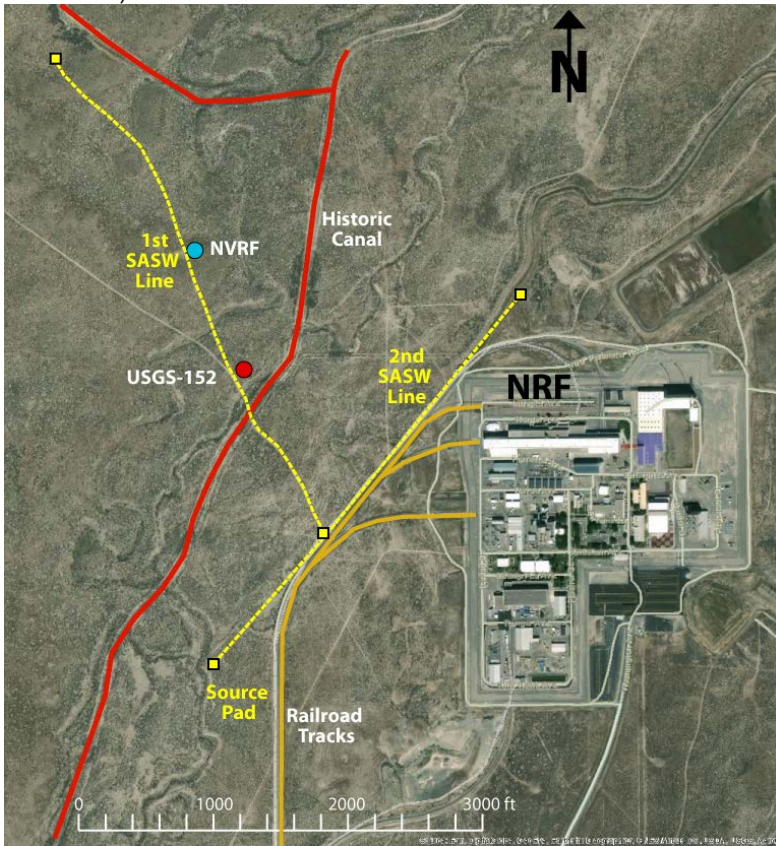 N
Historic
Canal
1st
SASW
Line
NVRF
USGS-152
2nd
SASW
Line
NRF
Source
Pad
Railroad
Tracks
0
1000
2000
3000 ft